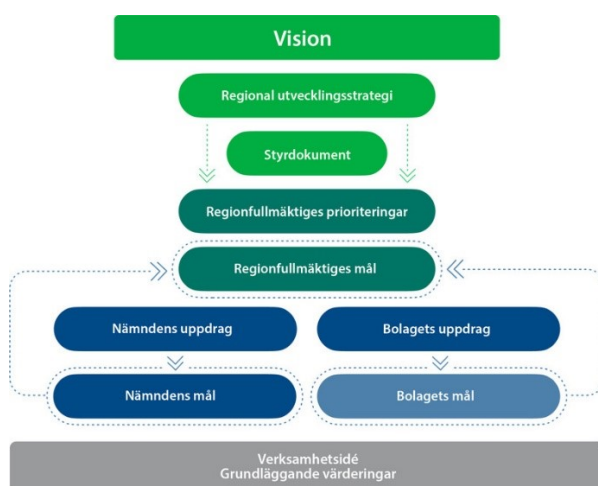 Vision
Regional utvecklingsstrategi
Styrdokument
Regionfullmäktiges prioriteringar
Regionfullmäktiges mål
Nämndens uppdrag
Bolagets uppdrag
Nämndens mål
Bolagets mål
Verksamhetsidé
Grundläggande värderingar